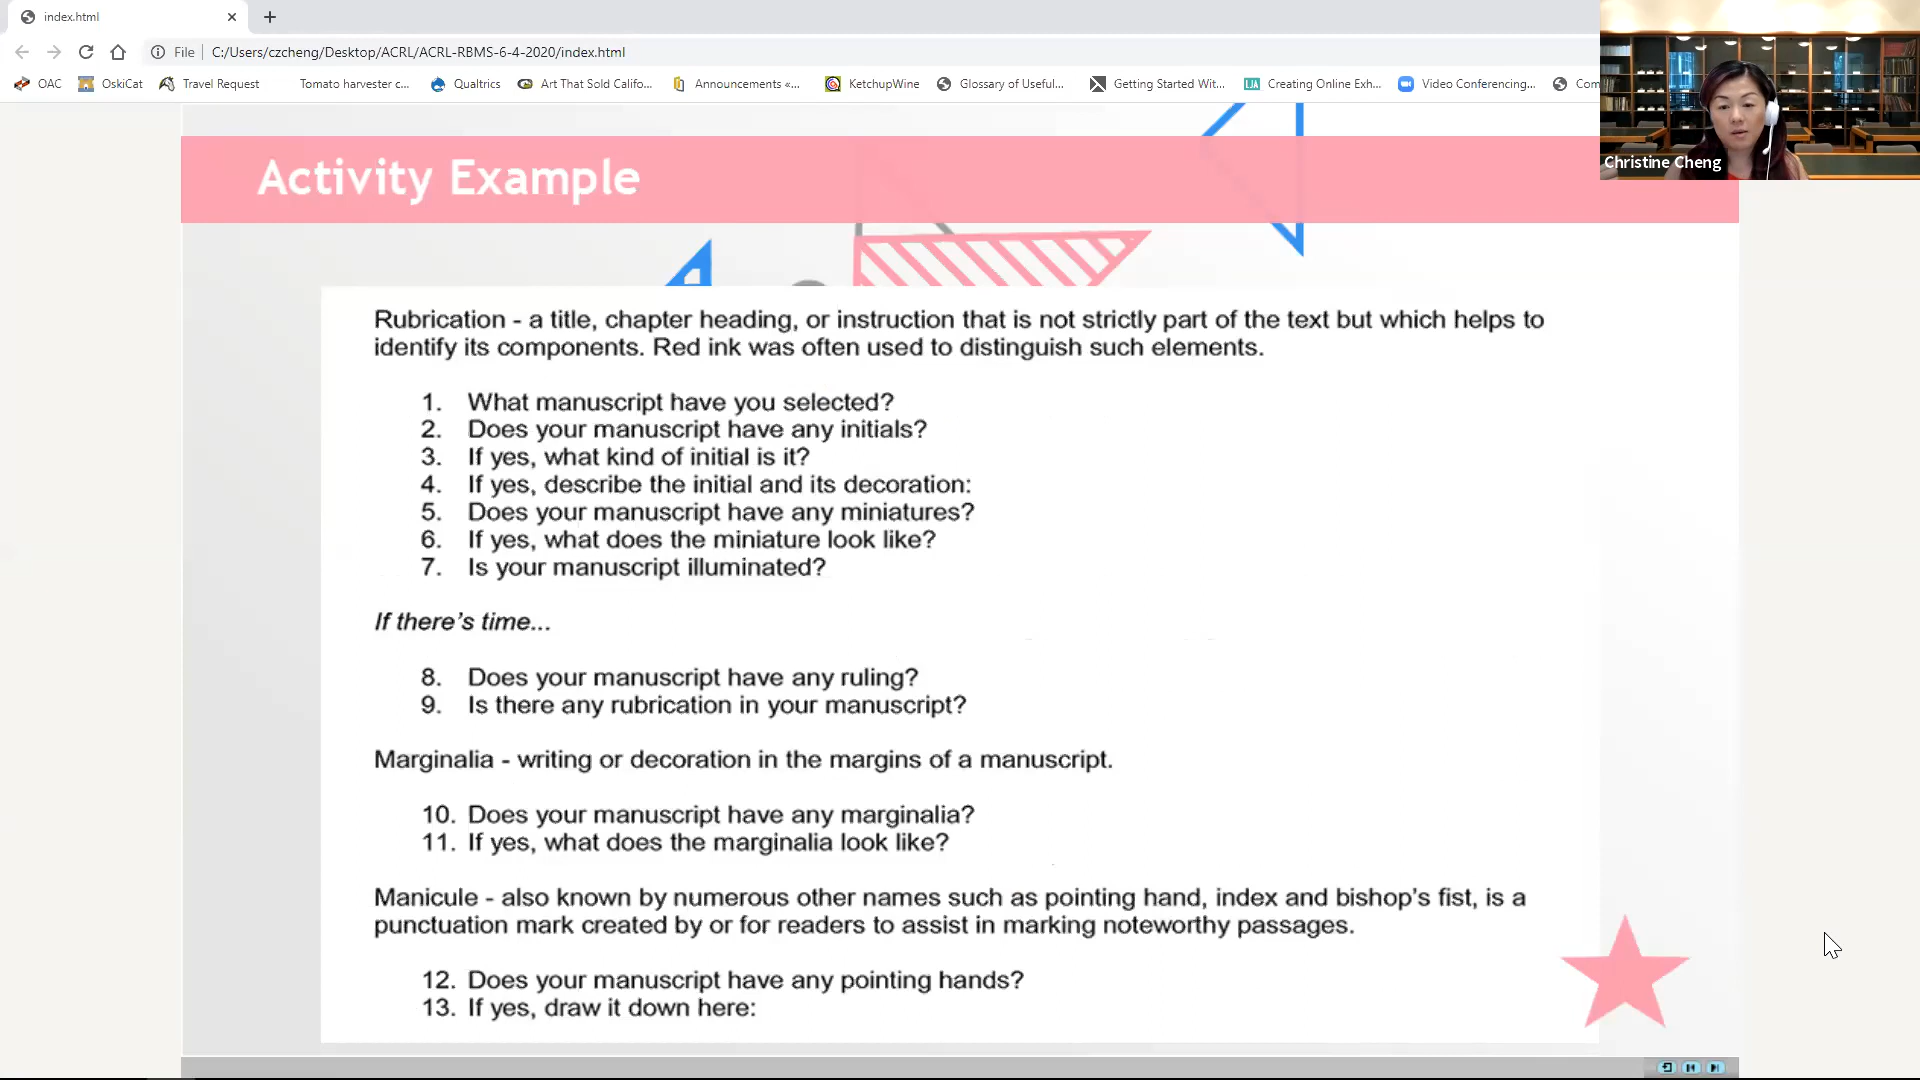 index.html
File C:/Users/czcheng/Desktop/ACRL/ACRL-RBMS-6-4-2020/index.html
OAC OskiCat Travel Request Tomato harvester c... Qualtrics Art That Sold Califo... Announcements «... KetchupWine Glossary of Useful... Getting Started Wit... Creating Online Exh... Video Conferencing... Com
Christine Cheng
Activity Example
Rubrication - a title, chapter heading, or instruction that is not strictly part of the text but which helps to
identify its components. Red ink was often used to distinguish such elements.
1. What manuscript have you selected?
2. Does your manuscript have any initials?
3. If yes, what kind of initial is it?
4. If yes, describe the initial and its decoration:
5. Does your manuscript have any miniatures?
6. If yes, what does the miniature look like?
7. Is your manuscript illuminated?
If there's time...
8. Does your manuscript have any ruling?
9. Is there any rubrication in your manuscript?
Marginalia - writing or decoration in the margins of a manuscript.
10. Does your manuscript have any marginalia?
11. If yes, what does the marginalia look like?
Manicule - also known by numerous other names such as pointing hand, index and bishop's fist, is a
punctuation mark created by or for readers to assist in marking noteworthy passages.
12. Does your manuscript have any pointing hands?
13. If yes, draw it down here: